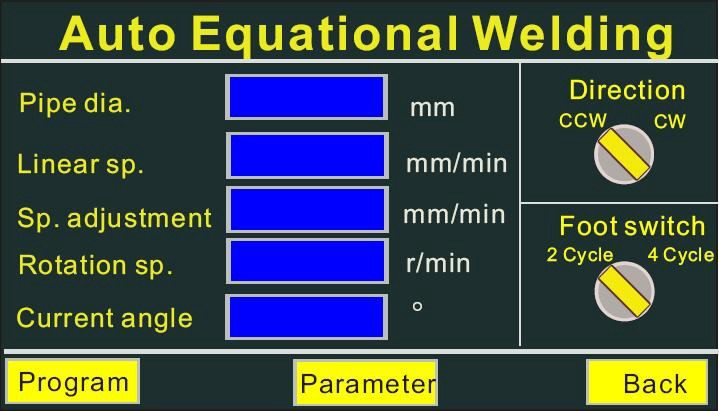 Auto Equational Welding
Pipe dia. mm
Linear sp. mm/min
Sp. adjustment mm/min
Rotation sp. r/min
Current angle °
Direction
CCW CW
Foot switch
2 Cycle 4 Cycle
Program Parameter Back